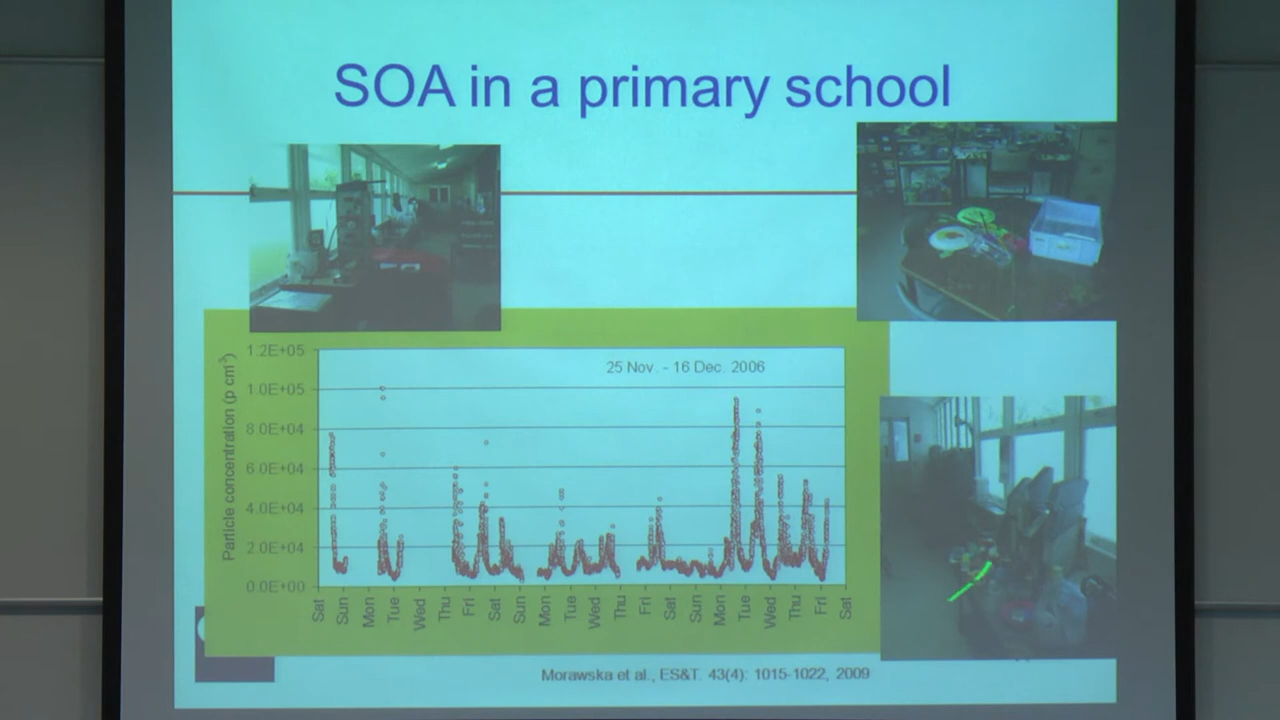 SOA in a primary school
25 Nov. - 16 Dec. 2006
Particle concentration (p cm-3)
1.2E+05
1.0E+05
8.0E+04
6.0E+04
4.0E+04
2.0E+04
0.0E+00
Sat Sun Mon Tue Wed Thu Fri Sat Sun Mon Tue Wed Thu Fri Sat Sun Mon Tue Wed Thu Fri Sat
Morawska et al., ES&T. 43(4): 1015-1022, 2009